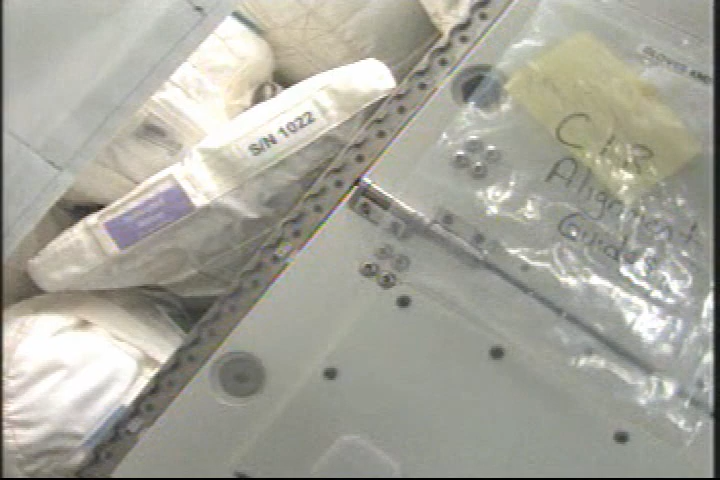 S/N 1022
GLOVES AND
CIR
Alignment
Guides